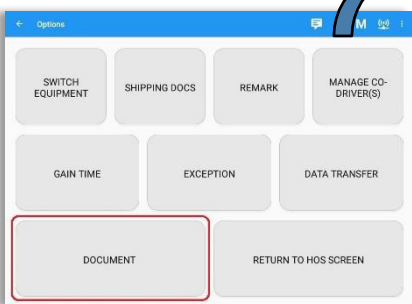 Options
M
SWITCH
EQUIPMENT
SHIPPING DOCS
REMARK
MANAGE CO-
DRIVER(S)
GAIN TIME
EXCEPTION
DATA TRANSFER
DOCUMENT
RETURN TO HOS SCREEN